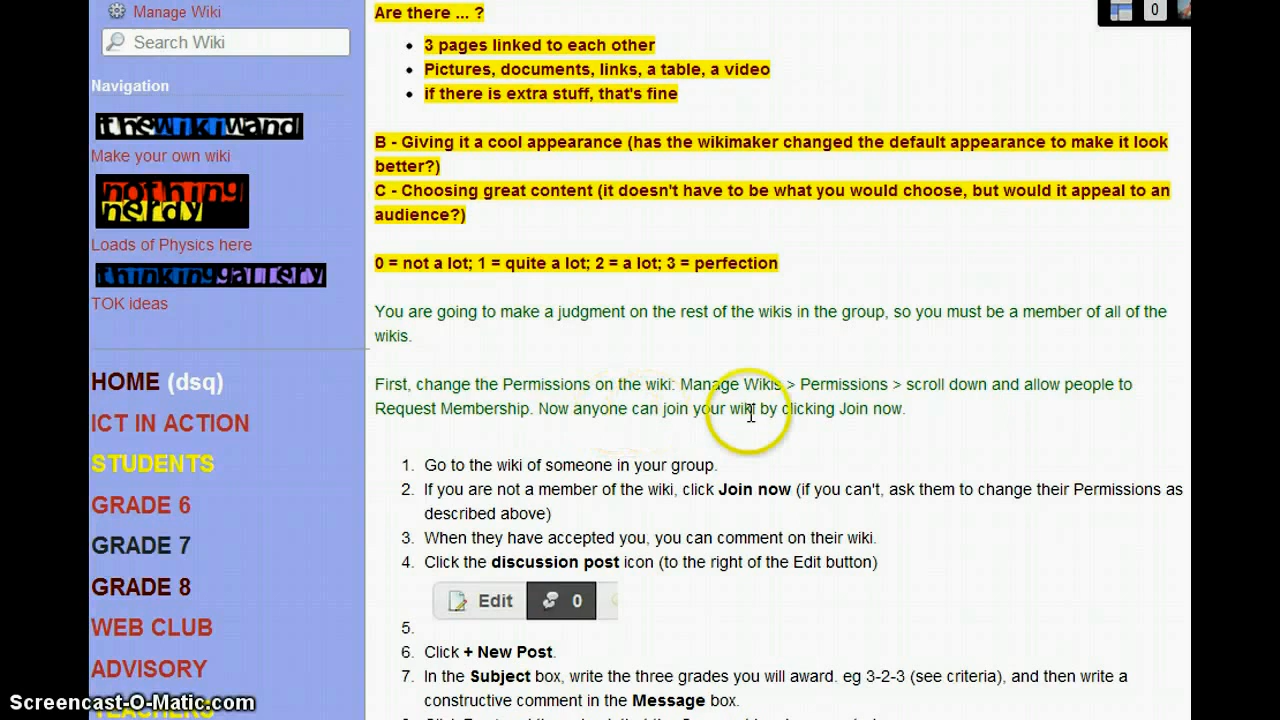 Manage Wiki
Search Wiki
Navigation
thewikiwand
Make your own wiki
nothing
nerdy
Loads of Physics here
thinkinggallery
TOK ideas
HOME (dsq)
ICT IN ACTION
STUDENTS
GRADE 6
GRADE 7
GRADE 8
WEB CLUB
ADVISORY
TEACHERS
0
Are there ... ?
3 pages linked to each other
Pictures, documents, links, a table, a video
if there is extra stuff, that's fine
B - Giving it a cool appearance (has the wikimaker changed the default appearance to make it look
better?)
C - Choosing great content (it doesn't have to be what you would choose, but would it appeal to an
audience?)
0 = not a lot; 1 = quite a lot; 2 = a lot; 3 = perfection
You are going to make a judgment on the rest of the wikis in the group, so you must be a member of all of the
wikis.
First, change the Permissions on the wiki: Manage Wikis > Permissions > scroll down and allow people to
Request Membership. Now anyone can join your wiki by clicking Join now.
1. Go to the wiki of someone in your group.
2. If you are not a member of the wiki, click Join now (if you can't, ask them to change their Permissions as
described above)
3. When they have accepted you, you can comment on their wiki.
4. Click the discussion post icon (to the right of the Edit button)
Edit 0
5.
6. Click + New Post.
7. In the Subject box, write the three grades you will award. eg 3-2-3 (see criteria), and then write a
constructive comment in the Message box.
Screencast-O-Matic.com